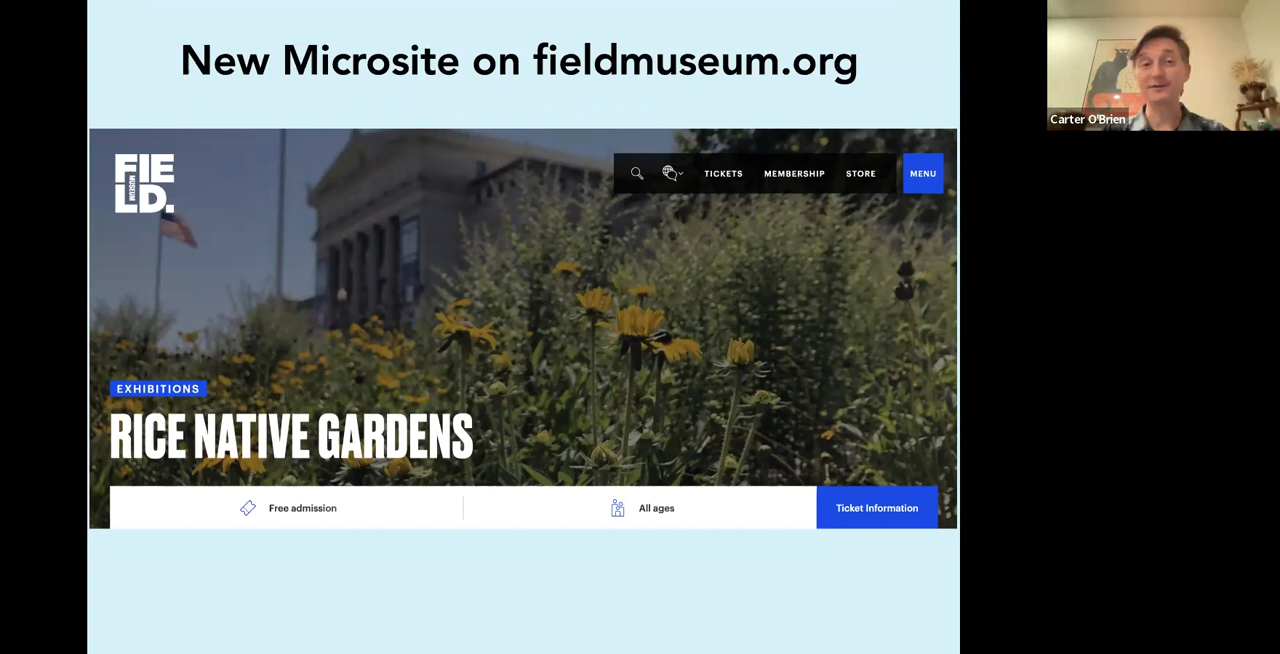 New Microsite on fieldmuseum.org
Carter O'Brien
FIE
LD.
MUSEUM
TICKETS
MEMBERSHIP
STORE
MENU
EXHIBITIONS
RICE NATIVE GARDENS
Free admission
All ages
Ticket Information